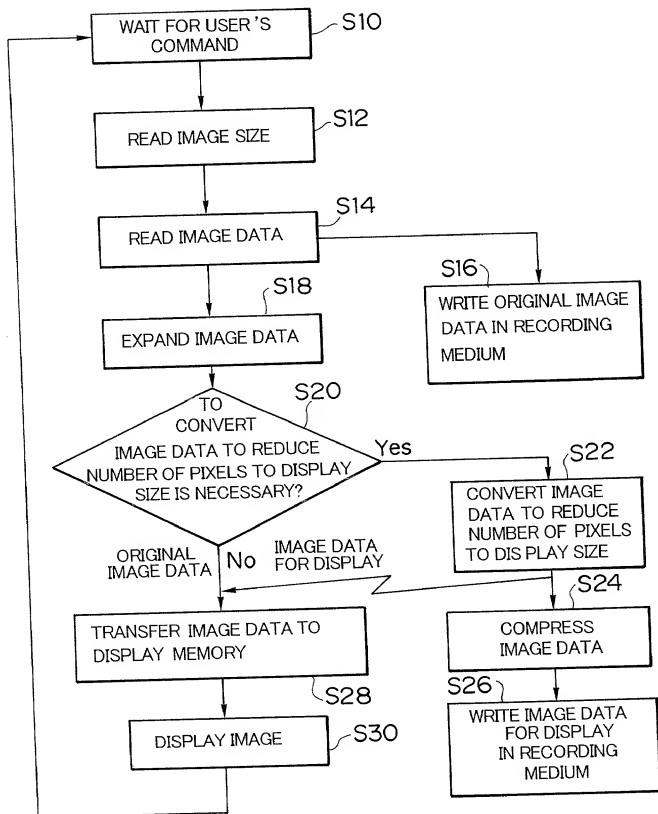 WAIT FOR USER'S
COMMAND
S10
READ IMAGE SIZE
S12
READ IMAGE DATA
S14
S16
WRITE ORIGINAL IMAGE
DATA IN RECORDING
MEDIUM
EXPAND IMAGE DATA
S18
TO
CONVERT
IMAGE DATA TO REDUCE
NUMBER OF PIXELS TO DISPLAY
SIZE IS NECESSARY?
S20
Yes
S22
CONVERT IMAGE
DATA TO REDUCE
NUMBER OF PIXELS
TO DISPLAY SIZE
ORIGINAL
IMAGE DATA
No
IMAGE DATA
FOR DISPLAY
S24
COMPRESS
IMAGE DATA
TRANSFER IMAGE DATA TO
DISPLAY MEMORY
S28
S26
WRITE IMAGE DATA
FOR DISPLAY
IN RECORDING
MEDIUM
DISPLAY IMAGE
S30